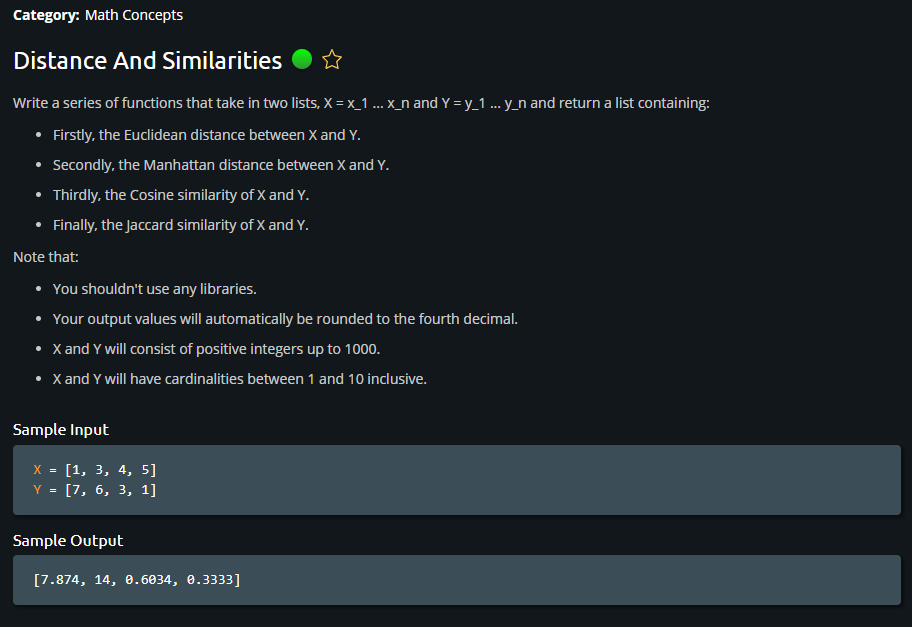 Category: Math Concepts
Distance And Similarities
Write a series of functions that take in two lists, X = x_1 ... x_n and Y = y_1 ... y_n and return a list containing:
Firstly, the Euclidean distance between X and Y.
Secondly, the Manhattan distance between X and Y.
Thirdly, the Cosine similarity of X and Y.
Finally, the Jaccard similarity of X and Y.
Note that:
You shouldn't use any libraries.
Your output values will automatically be rounded to the fourth decimal.
X and Y will consist of positive integers up to 1000.
X and Y will have cardinalities between 1 and 10 inclusive.
Sample Input
X = [1, 3, 4, 5]
Y = [7, 6, 3, 1]
Sample Output
[7.874, 14, 0.6034, 0.3333]